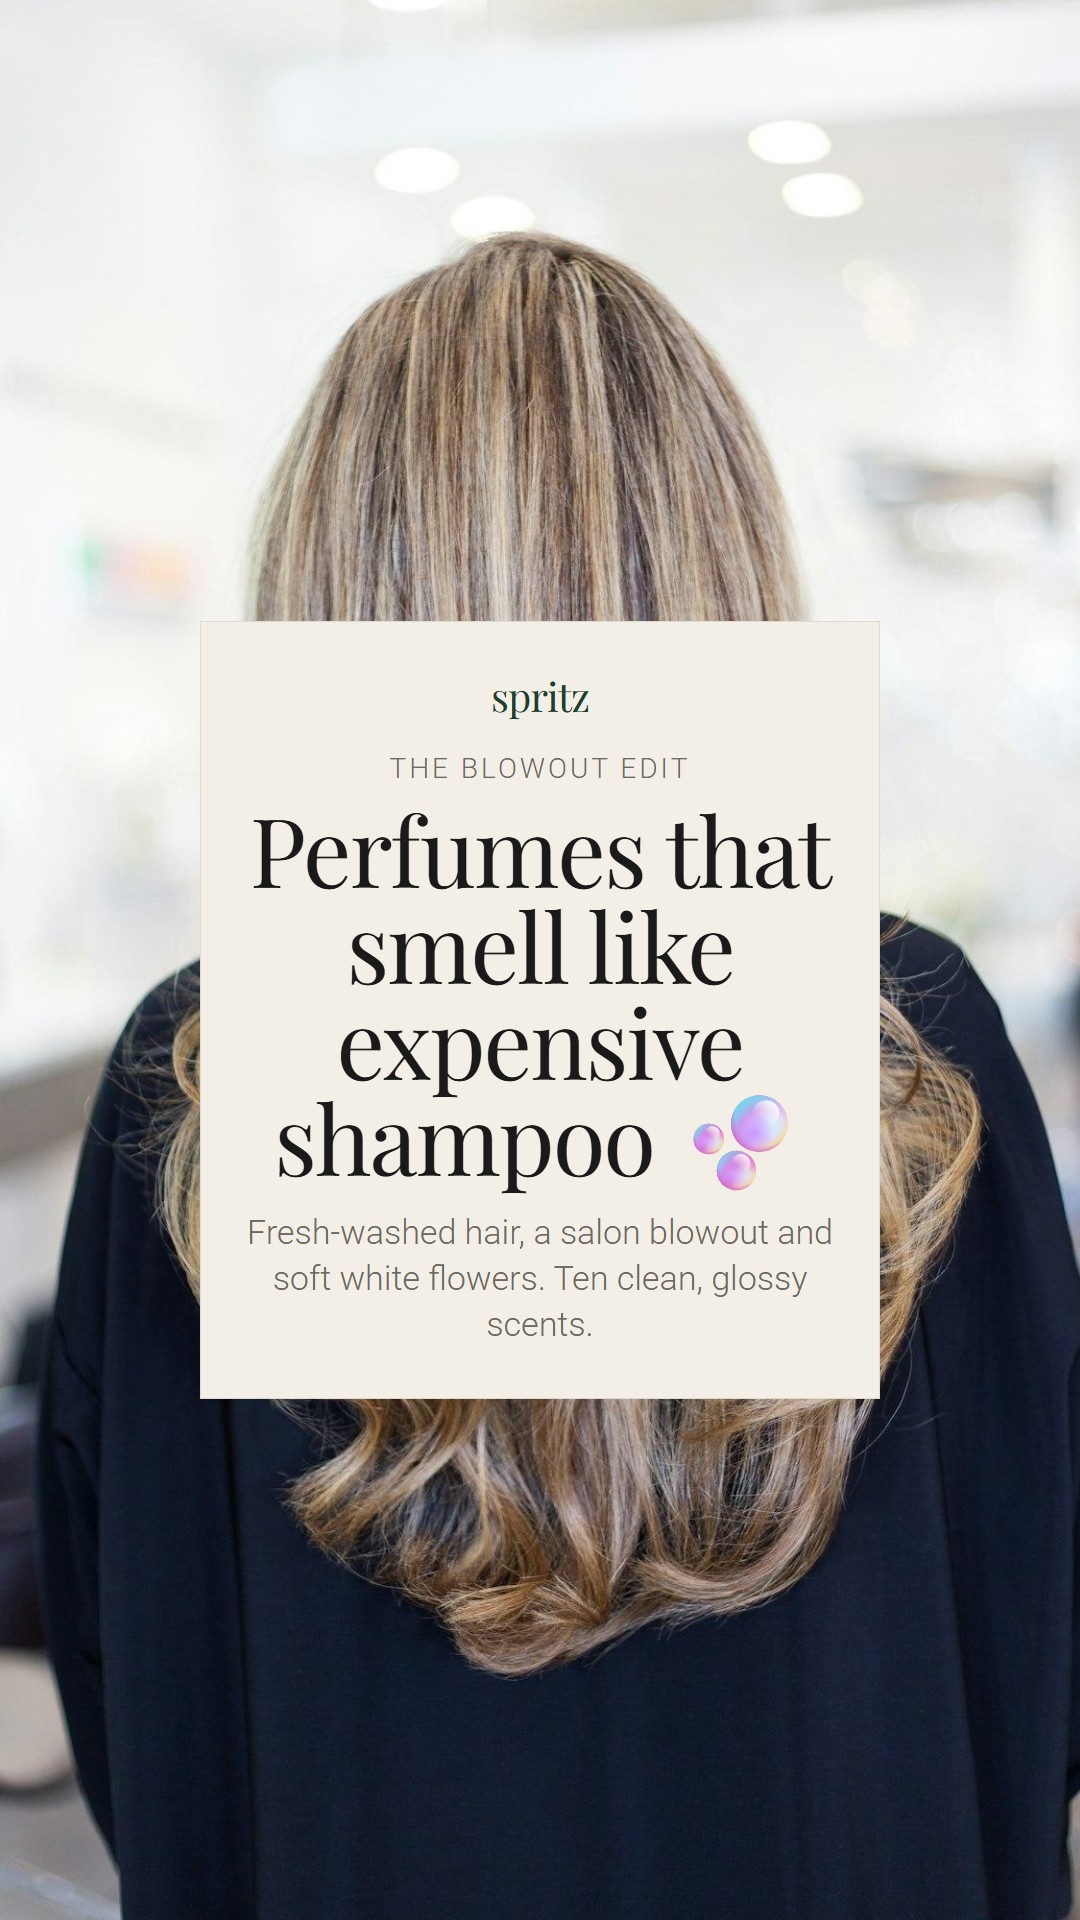 spritz
THE BLOWOUT EDIT
Perfumes that
smell like
expensive
shampoo 🫧
Fresh-washed hair, a salon blowout and
soft white flowers. Ten clean, glossy
scents.